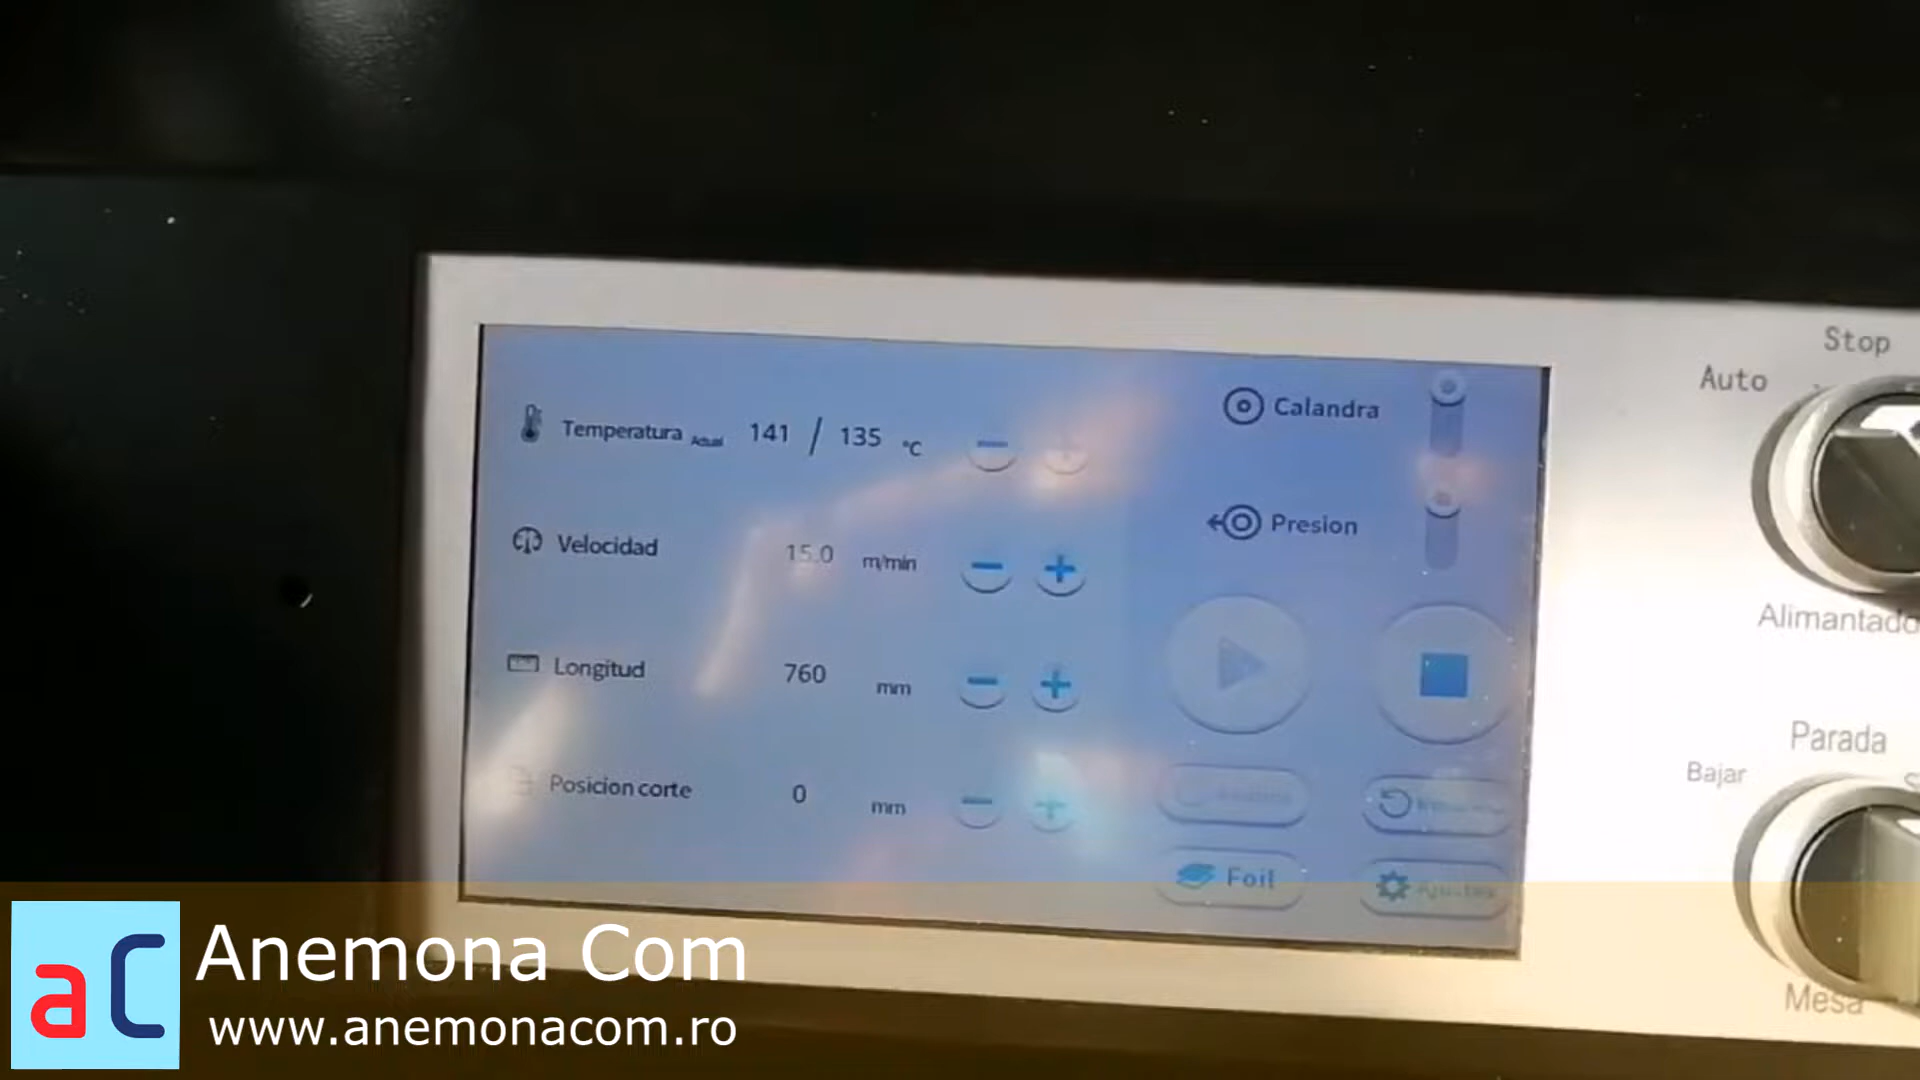 Stop
Auto
Calandra
Temperatura Actual 141 / 135 °C
Presion
Velocidad 15.0 m/min
Longitud 760 mm
Posicion corte 0 mm
Foil
Ajustes
Parada
Bajar
Mesa
aC
Anemona Com
www.anemonacom.ro